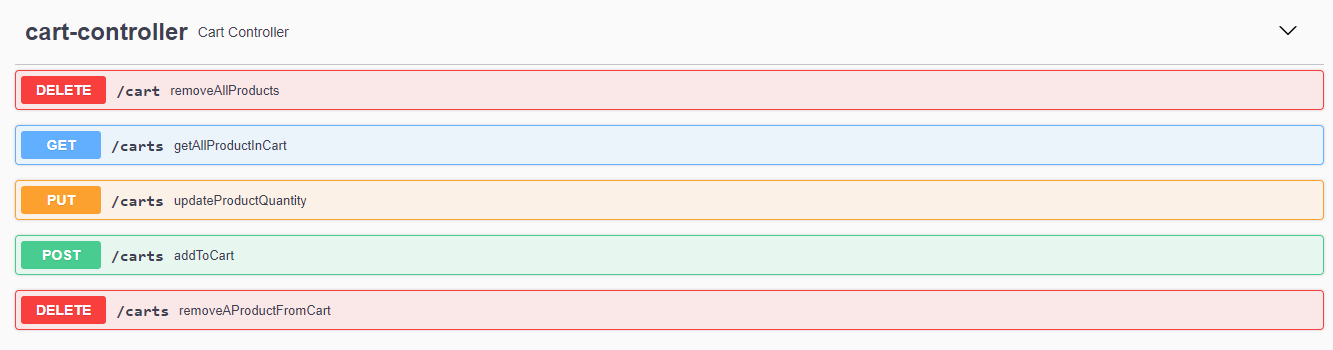 cart-controller Cart Controller
DELETE /cart removeAllProducts
GET /carts getAllProductInCart
PUT /carts updateProductQuantity
POST /carts addToCart
DELETE /carts removeAProductFromCart